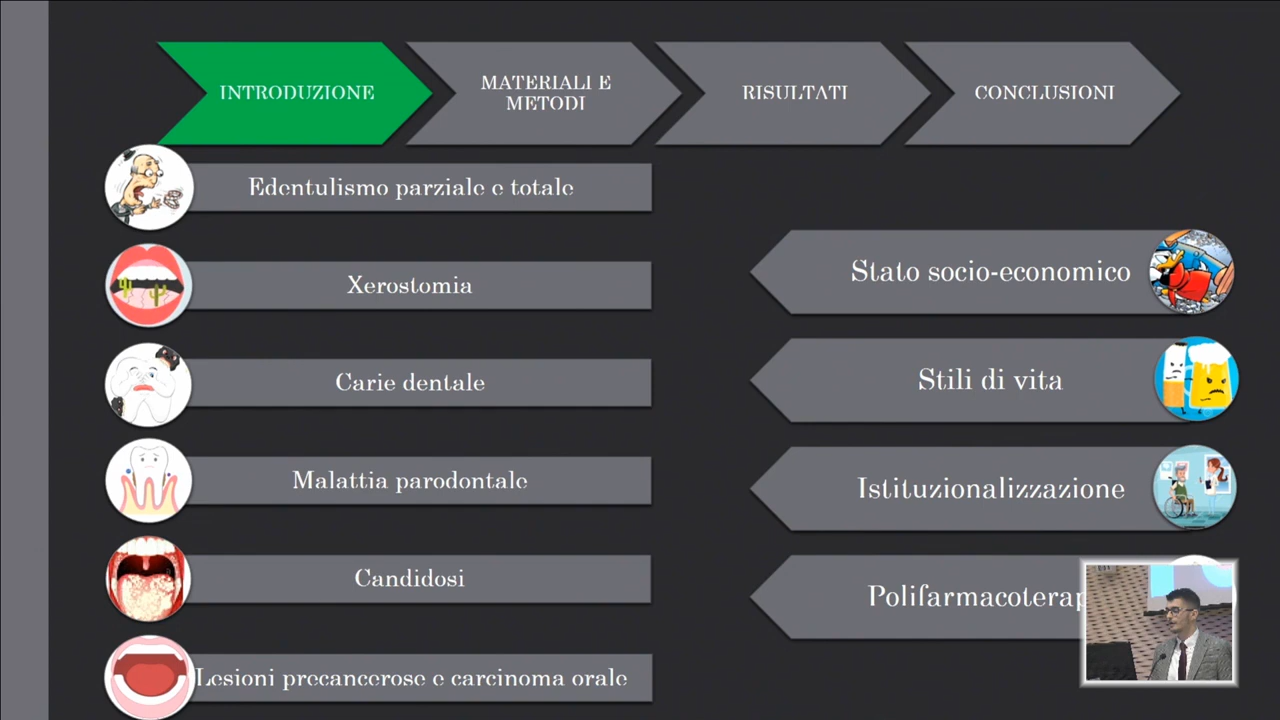 INTRODUZIONE
MATERIALI E
METODI
RISULTATI
CONCLUSIONI
Edentulismo parziale e totale
Xerostomia
Carie dentale
Malattia parodontale
Candidosi
Lesioni precancerose e carcinoma orale
Stato socio-economico
Stili di vita
Istituzionalizzazione